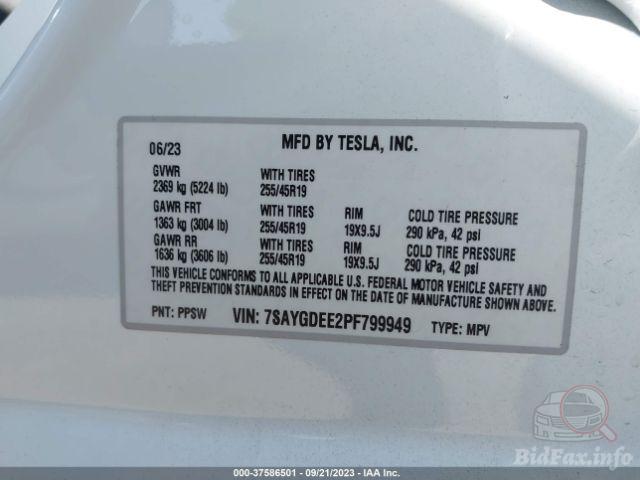 06/23 MFD BY TESLA, INC.
GVWR WITH TIRES
2369 kg (5224 lb) 255/45R19
GAWR FRT WITH TIRES RIM COLD TIRE PRESSURE
1363 kg (3004 lb) 255/45R19 19X9.5J 290 kPa, 42 psi
GAWR RR WITH TIRES RIM COLD TIRE PRESSURE
1636 kg (3606 lb) 255/45R19 19X9.5J 290 kPa, 42 psi
THIS VEHICLE CONFORMS TO ALL APPLICABLE U.S. FEDERAL MOTOR VEHICLE SAFETY AND
THEFT PREVENTION STANDARDS IN EFFECT ON THE DATE OF MANUFACTURE SHOWN ABOVE.
PNT: PPSW VIN: 7SAYGDEE2PF799949 TYPE: MPV
BidFax.info
000-37586501 - 09/21/2023 - IAA Inc.